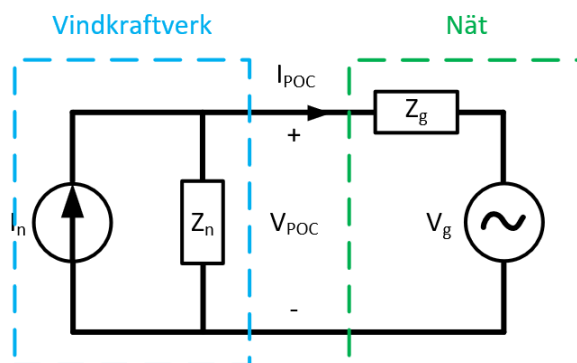 Vindkraftverk
Nät
I_POC
Z_g
+
I_n
Z_n
V_POC
V_g
-